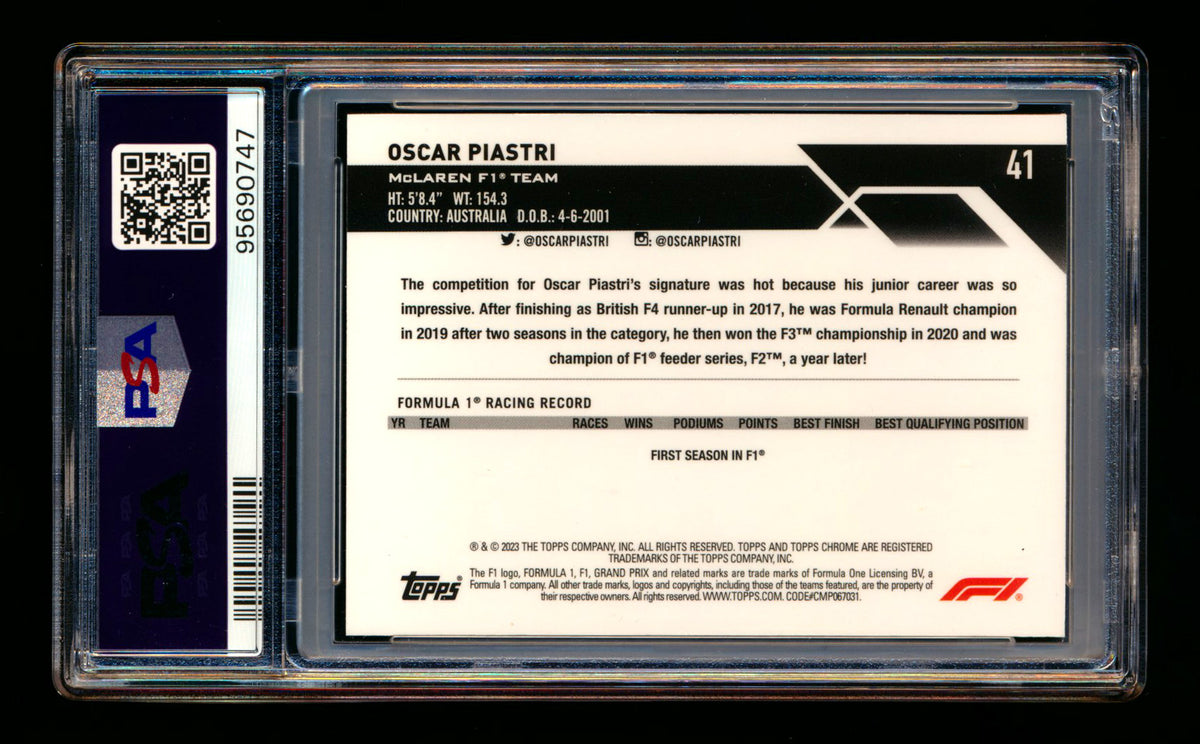 95690747
PSA
PSA
OSCAR PIASTRI
41
McLAREN F1® TEAM
HT: 5'8.4" WT: 154.3
COUNTRY: AUSTRALIA D.O.B.: 4-6-2001
: @OSCARPIASTRI : @OSCARPIASTRI
The competition for Oscar Piastri's signature was hot because his junior career was so
impressive. After finishing as British F4 runner-up in 2017, he was Formula Renault champion
in 2019 after two seasons in the category, he then won the F3™ championship in 2020 and was
champion of F1® feeder series, F2™, a year later!
FORMULA 1® RACING RECORD
YR TEAM RACES WINS PODIUMS POINTS BEST FINISH BEST QUALIFYING POSITION
FIRST SEASON IN F1®
® & © 2023 THE TOPPS COMPANY, INC. ALL RIGHTS RESERVED. TOPPS AND TOPPS CHROME ARE REGISTERED
TRADEMARKS OF THE TOPPS COMPANY, INC.
The F1 logo, FORMULA 1, F1, GRAND PRIX and related marks are trade marks of Formula One Licensing BV, a
Formula 1 company. All other trade marks, logos and copyrights, including those of the teams featured, are the property of
their respective owners. All rights reserved. WWW.TOPPS.COM. CODE#CMP067031.
topps®
F1®